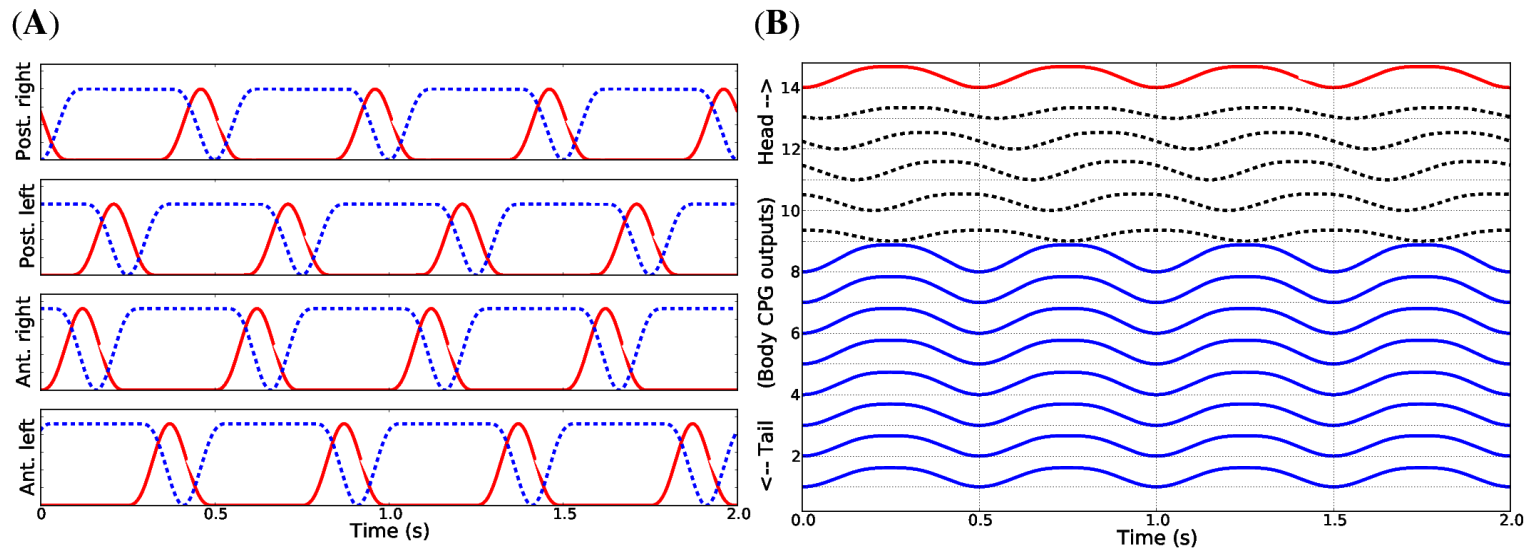 (A)
Post. right
Post. left
Ant. right
Ant. left
0 0.5 1.0 1.5 2.0
Time (s)
(B)
Head -->
(Body CPG outputs)
<-- Tail
14
12
10
8
6
4
2
0.0 0.5 1.0 1.5 2.0
Time (s)